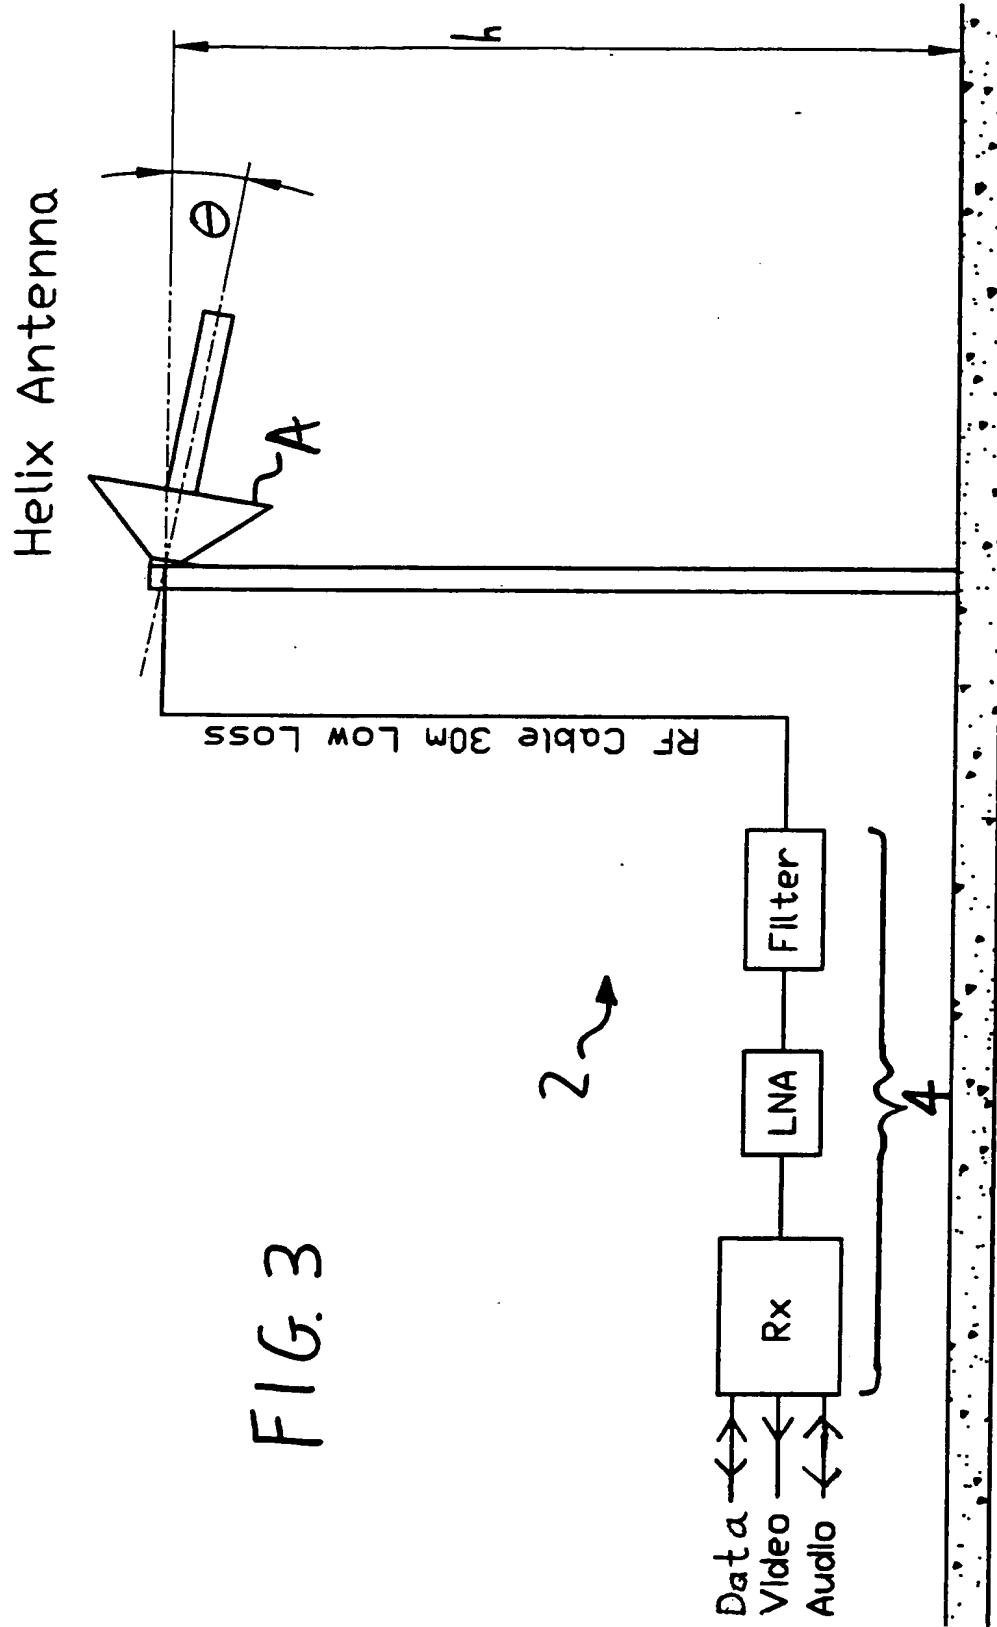 Helix Antenna
h
θ
A
RF Cable 30m Low Loss
2
Filter
LNA
Rx
4
Data
Video
Audio
FIG. 3